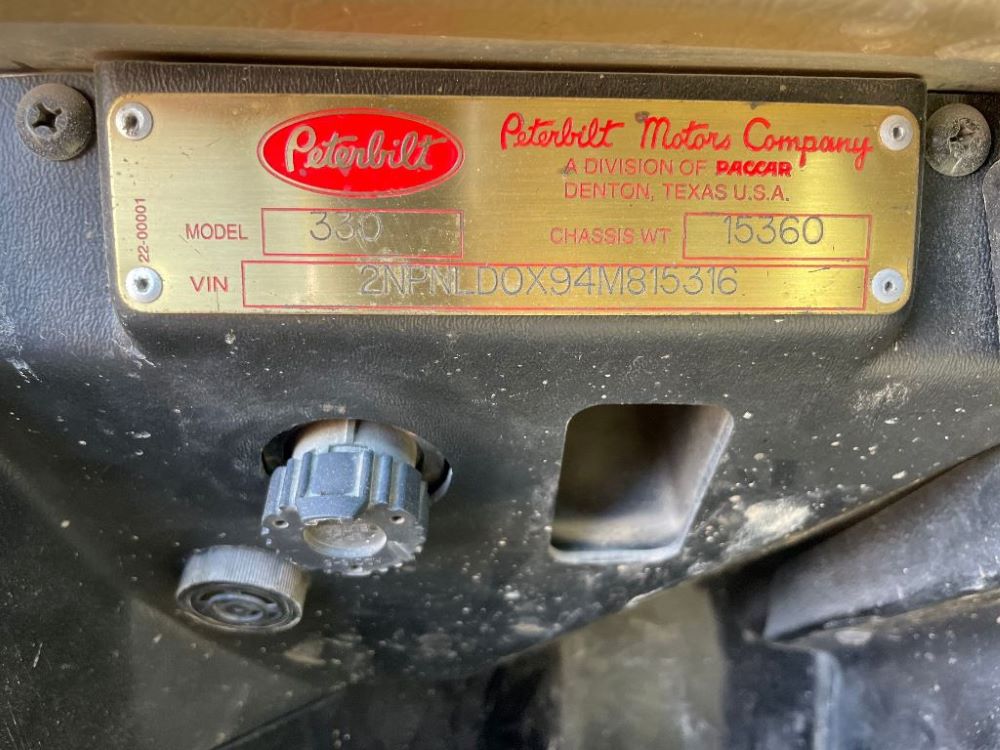 Peterbilt
Peterbilt Motors Company
A DIVISION OF PACCAR
DENTON, TEXAS U.S.A.
22-00001
MODEL 330
CHASSIS WT 15360
VIN 2NPNLD0X94M815316